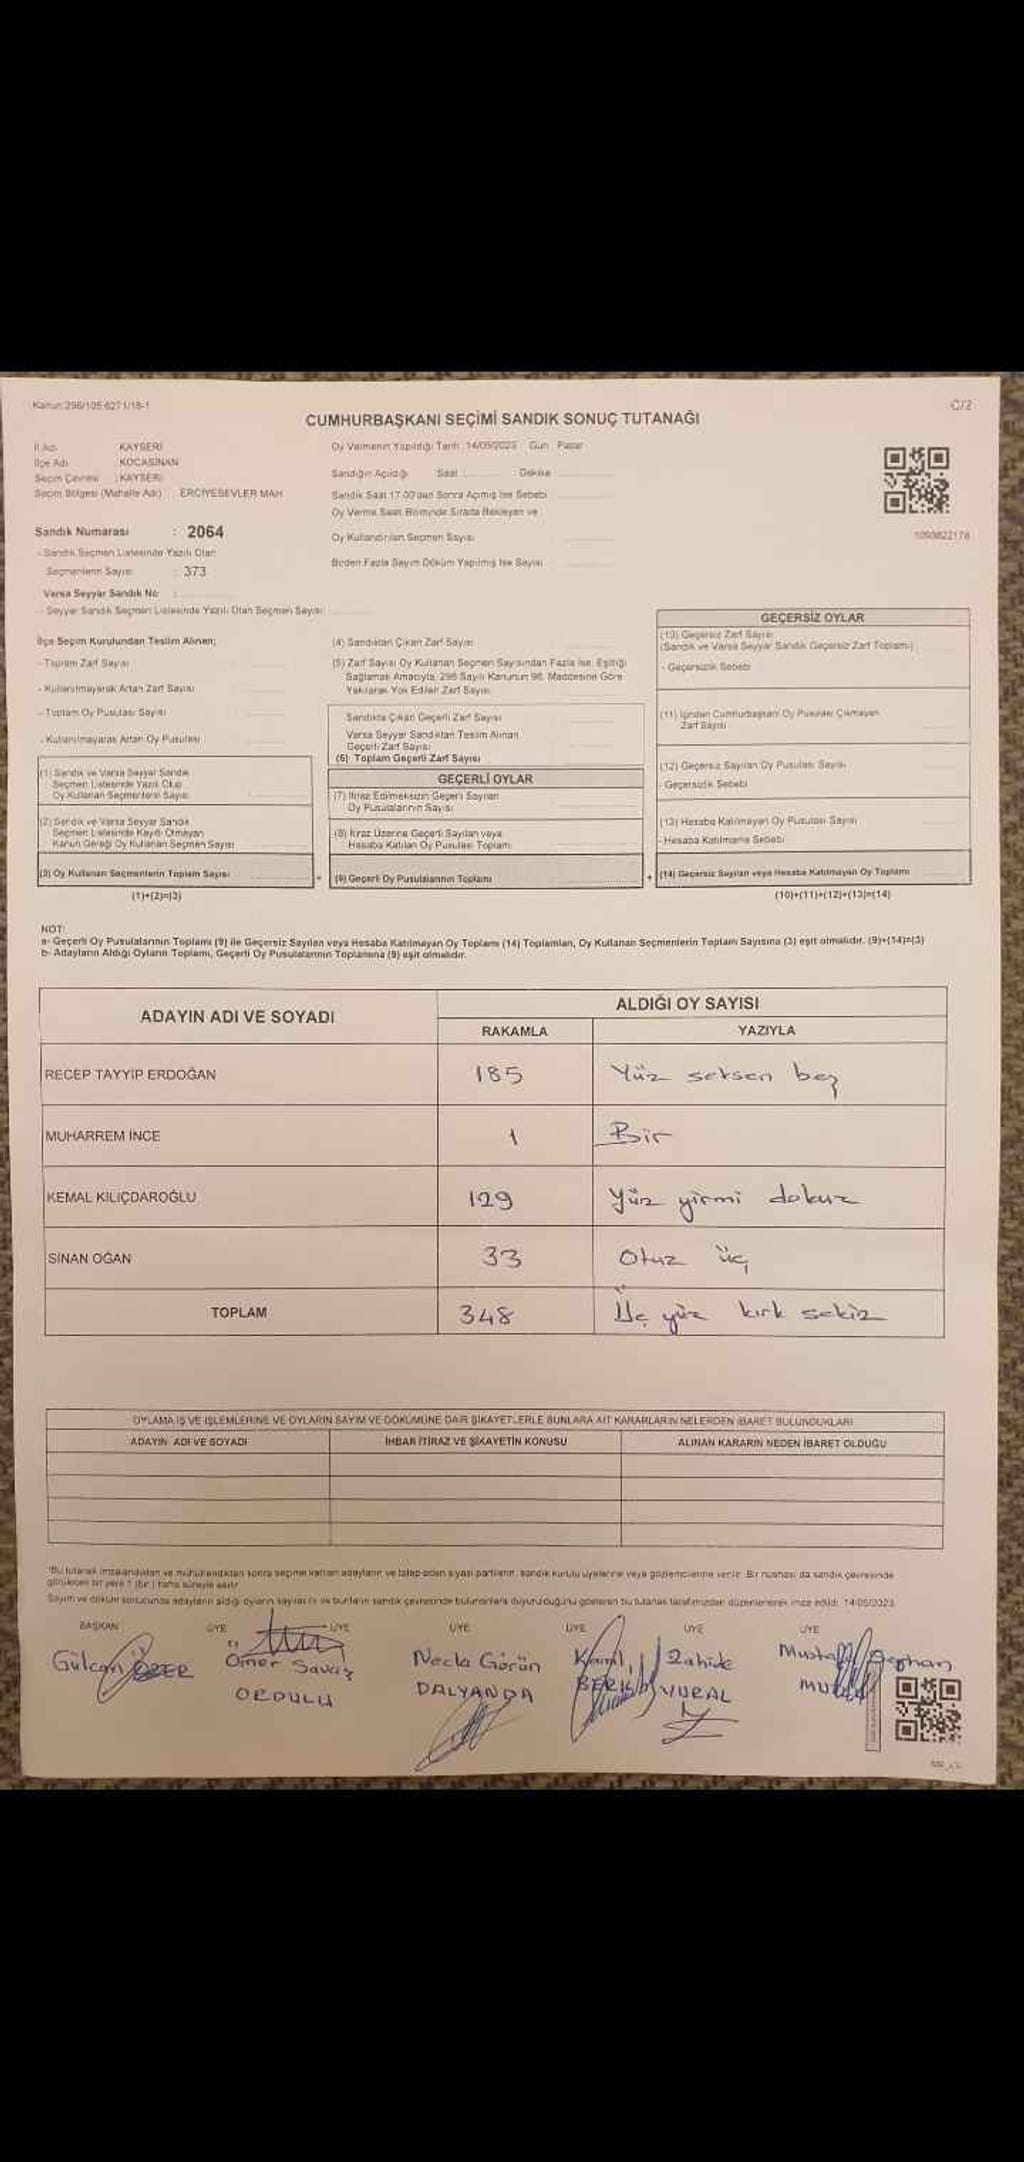 Kanun:298/105 6271/18-1
C/2
CUMHURBAŞKANI SEÇİMİ SANDIK SONUÇ TUTANAĞI
İl Adı KAYSERİ
İlçe Adı KOCASİNAN
Seçim Çevresi : KAYSERİ
Seçim Bölgesi (Mahalle Adı) : ERCİYESEVLER MAH
Sandık Numarası : 2064
- Sandık Seçmen Listesinde Yazılı Olan
Seçmenlerin Sayısı : 373
Varsa Seyyar Sandık No :
- Seyyar Sandık Seçmen Listesinde Yazılı Olan Seçmen Sayısı
Oy Vermenin Yapıldığı Tarih : 14/05/2023 Gün : Pazar
Sandığın Açıldığı Saat : Dakika
Sandık Saat 17.00'dan Sonra Açılmış İse Sebebi
Oy Verme Saati Bitiminde Sırada Bekleyen ve
Oy Kullandırılan Seçmen Sayısı
Birden Fazla Sayım Döküm Yapılmış İse Sayısı
1090822178
İlçe Seçim Kurulundan Teslim Alınan;
- Toplam Zarf Sayısı
- Kullanılmayarak Artan Zarf Sayısı
- Toplam Oy Pusulası Sayısı
- Kullanılmayarak Artan Oy Pusulası
(1) Sandık ve Varsa Seyyar Sandık
Seçmen Listesinde Yazılı Olup
Oy Kullanan Seçmenlerin Sayısı
(2) Sandık ve Varsa Seyyar Sandık
Seçmen Listesinde Kayıtlı Olmayan
Kanun Gereği Oy Kullanan Seçmen Sayısı
(3) Oy Kullanan Seçmenlerin Toplam Sayısı
(1)+(2)=(3)
(4) Sandıktan Çıkan Zarf Sayısı
(5) Zarf Sayısı Oy Kullanan Seçmen Sayısından Fazla İse, Eşitliği
Sağlamak Amacıyla, 298 Sayılı Kanunun 98. Maddesine Göre
Yakılarak Yok Edilen Zarf Sayısı
Sandıkta Çıkan Geçerli Zarf Sayısı
Varsa Seyyar Sandıktan Teslim Alınan
Geçerli Zarf Sayısı
(6) Toplam Geçerli Zarf Sayısı
GEÇERLİ OYLAR
(7) İtiraz Edilmeksizin Geçerli Sayılan
Oy Pusulalarının Sayısı
(8) İtiraz Üzerine Geçerli Sayılan veya
Hesaba Katılan Oy Pusulası Toplamı
= (9) Geçerli Oy Pusulalarının Toplamı
GEÇERSİZ OYLAR
(10) Geçersiz Zarf Sayısı
(Sandık ve Varsa Seyyar Sandık Geçersiz Zarf Toplamı)
- Geçersizlik Sebebi
(11) İçinden Cumhurbaşkanı Oy Pusulası Çıkmayan
Zarf Sayısı
(12) Geçersiz Sayılan Oy Pusulası Sayısı
- Geçersizlik Sebebi
(13) Hesaba Katılmayan Oy Pusulası Sayısı
- Hesaba Katılmama Sebebi
+ (14) Geçersiz Sayılan veya Hesaba Katılmayan Oy Toplamı
(10)+(11)+(12)+(13)=(14)
NOT:
a- Geçerli Oy Pusulalarının Toplamı (9) ile Geçersiz Sayılan veya Hesaba Katılmayan Oy Toplamı (14) Toplamları, Oy Kullanan Seçmenlerin Toplam Sayısına (3) eşit olmalıdır. (9)+(14)=(3)
b- Adayların Aldığı Oyların Toplamı, Geçerli Oy Pusulalarının Toplamına (9) eşit olmalıdır.
ADAYIN ADI VE SOYADI
ALDIĞI OY SAYISI
RAKAMLA YAZIYLA
RECEP TAYYİP ERDOĞAN 185 Yüz seksen beş
MUHARREM İNCE 1 Bir
KEMAL KILIÇDAROĞLU 129 Yüz yirmi dokuz
SİNAN OĞAN 33 Otuz üç
TOPLAM 348 Üç yüz kırk sekiz
OYLAMA İŞ VE İŞLEMLERİNE VE OYLARIN SAYIM VE DÖKÜMÜNE DAİR ŞİKAYETLERLE BUNLARA AİT KARARLARIN NELERDEN İBARET BULUNDUKLARI
ADAYIN ADI VE SOYADI İHBAR İTİRAZ VE ŞİKAYETİN KONUSU ALINAN KARARIN NEDEN İBARET OLDUĞU
"Bu tutanak imzalandıktan ve mühürlendikten sonra seçime katılan adayların ve talep eden siyasi partilerin, sandık kurulu üyelerine veya gözlemcilerine verilir. Bir nüshası da sandık çevresinde
görülecek bir yere 1 (bir) hafta süreyle asılır.
Sayım ve döküm sonucunda adayların aldığı oyların sayısı ile ve bunların sandık çevresinde bulunanlara duyurulduğunu gösteren bu tutanak tarafımızdan düzenlenerek imza edildi. 14/05/2023
BAŞKAN ÜYE ÜYE ÜYE ÜYE ÜYE ÜYE
Gülcan ÖZER Ömer Savaş Necla Görün Zahide
ORDULU DALYANDA VURAL